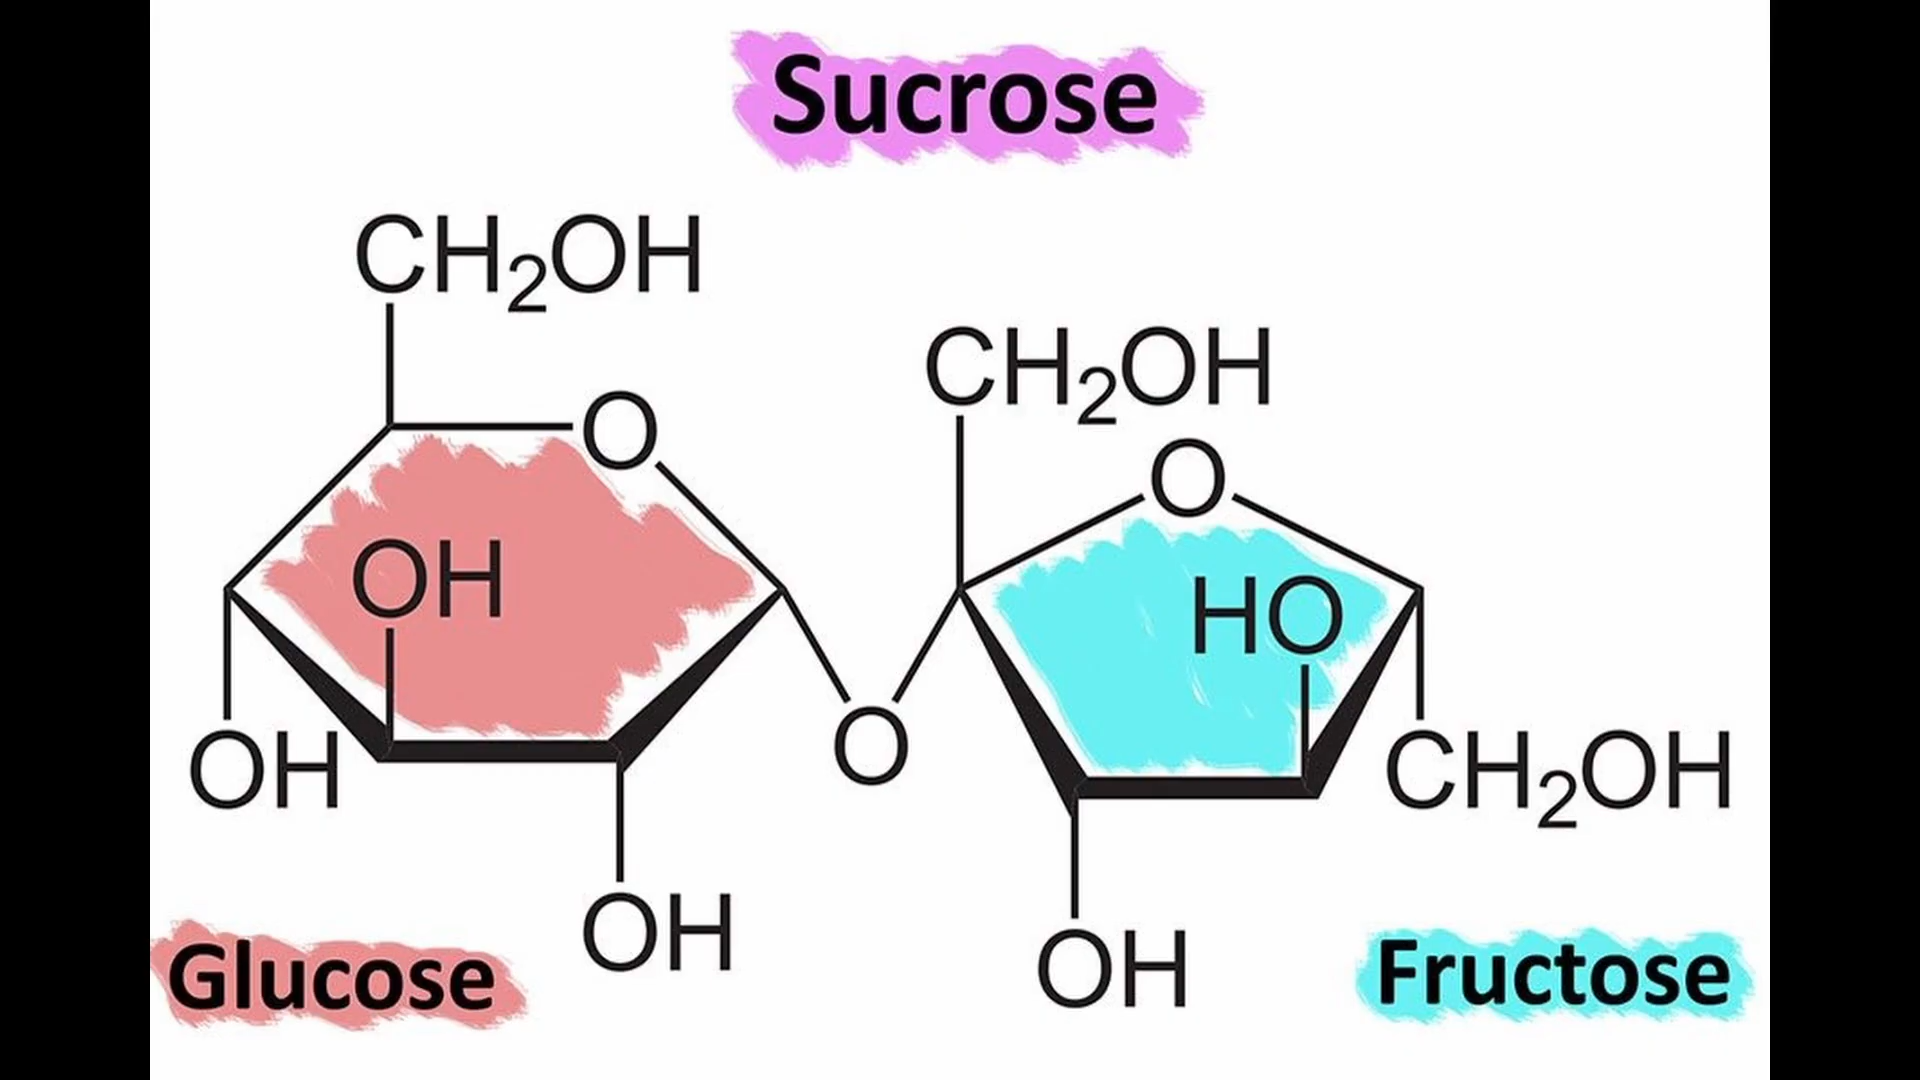 Sucrose
CH2OH
CH2OH
O
O
OH
HO
OH
O
CH2OH
OH
OH
Glucose
Fructose